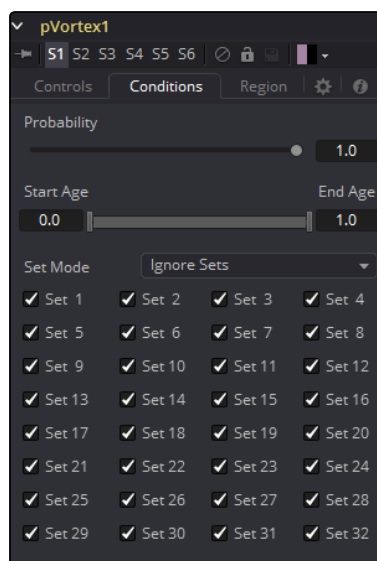 pVortex1
S1 S2 S3 S4 S5 S6
Controls Conditions Region
Probability
1.0
Start Age End Age
0.0 1.0
Set Mode Ignore Sets
Set 1 Set 2 Set 3 Set 4
Set 5 Set 6 Set 7 Set 8
Set 9 Set 10 Set 11 Set 12
Set 13 Set 14 Set 15 Set 16
Set 17 Set 18 Set 19 Set 20
Set 21 Set 22 Set 23 Set 24
Set 25 Set 26 Set 27 Set 28
Set 29 Set 30 Set 31 Set 32